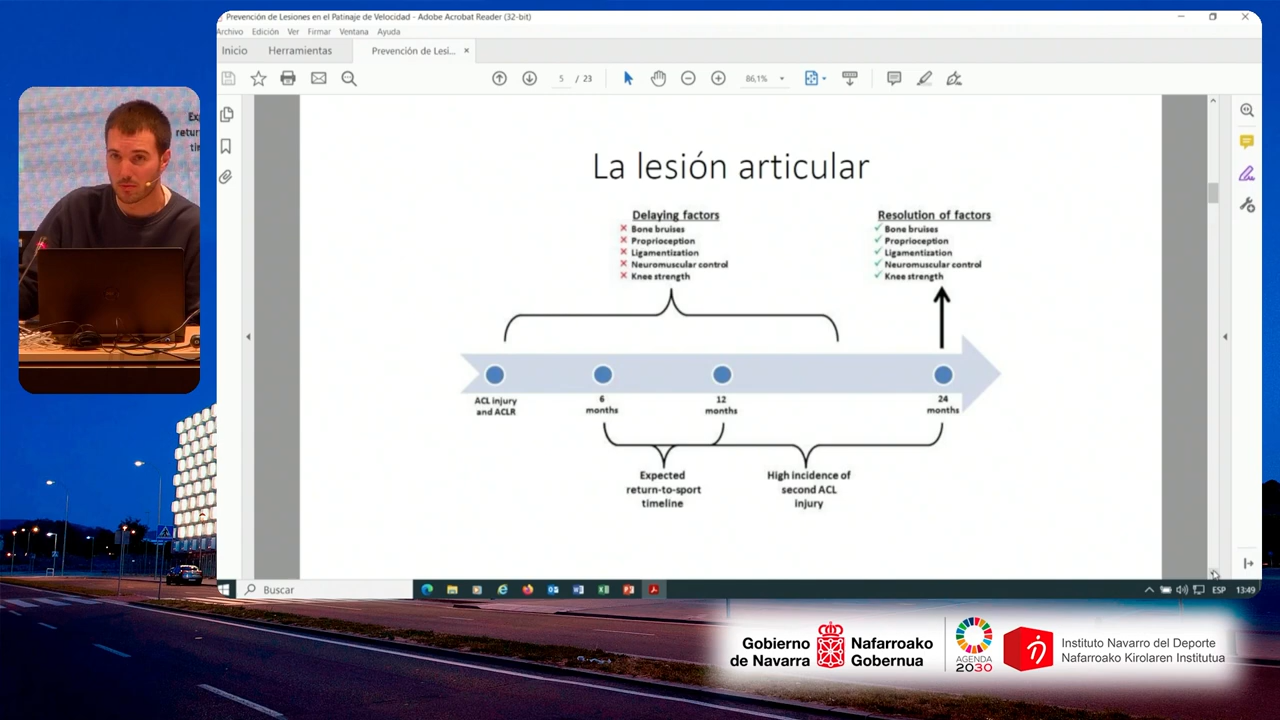 Prevención de Lesiones en el Patinaje de Velocidad - Adobe Acrobat Reader (32-bit)
Archivo Edición Ver Firmar Ventana Ayuda
Inicio Herramientas Prevención de Lesi... ×
5 / 23 86,1%
La lesión articular
Delaying factors
Bone bruises
Proprioception
Ligamentization
Neuromuscular control
Knee strength
Resolution of factors
Bone bruises
Proprioception
Ligamentization
Neuromuscular control
Knee strength
ACL injury
and ACLR
6
months
12
months
24
months
Expected
return-to-sport
timeline
High incidence of
second ACL
injury
Buscar
ESP 13:49
Gobierno
de Navarra
Nafarroako
Gobernua
AGENDA
2030
Instituto Navarro del Deporte
Nafarroako Kirolaren Institutua